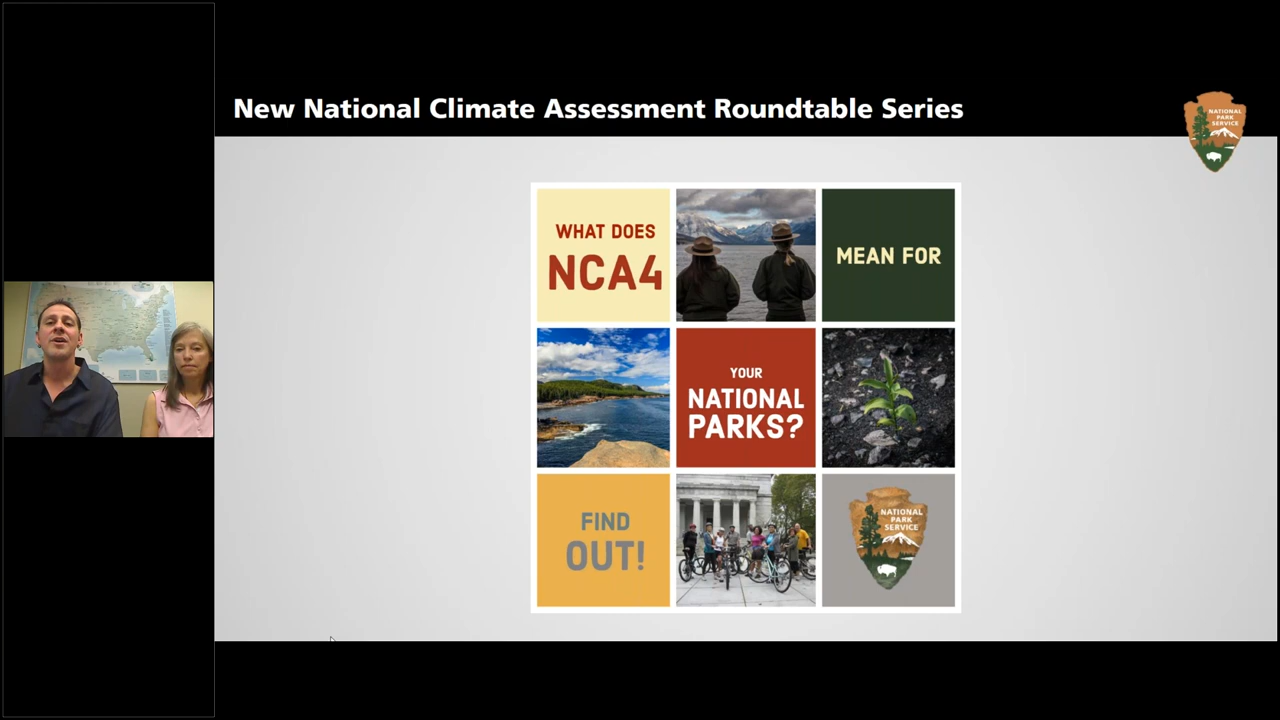 New National Climate Assessment Roundtable Series
NATIONAL
PARK
SERVICE
WHAT DOES
NCA4
MEAN FOR
YOUR
NATIONAL
PARKS?
FIND
OUT!
NATIONAL
PARK
SERVICE